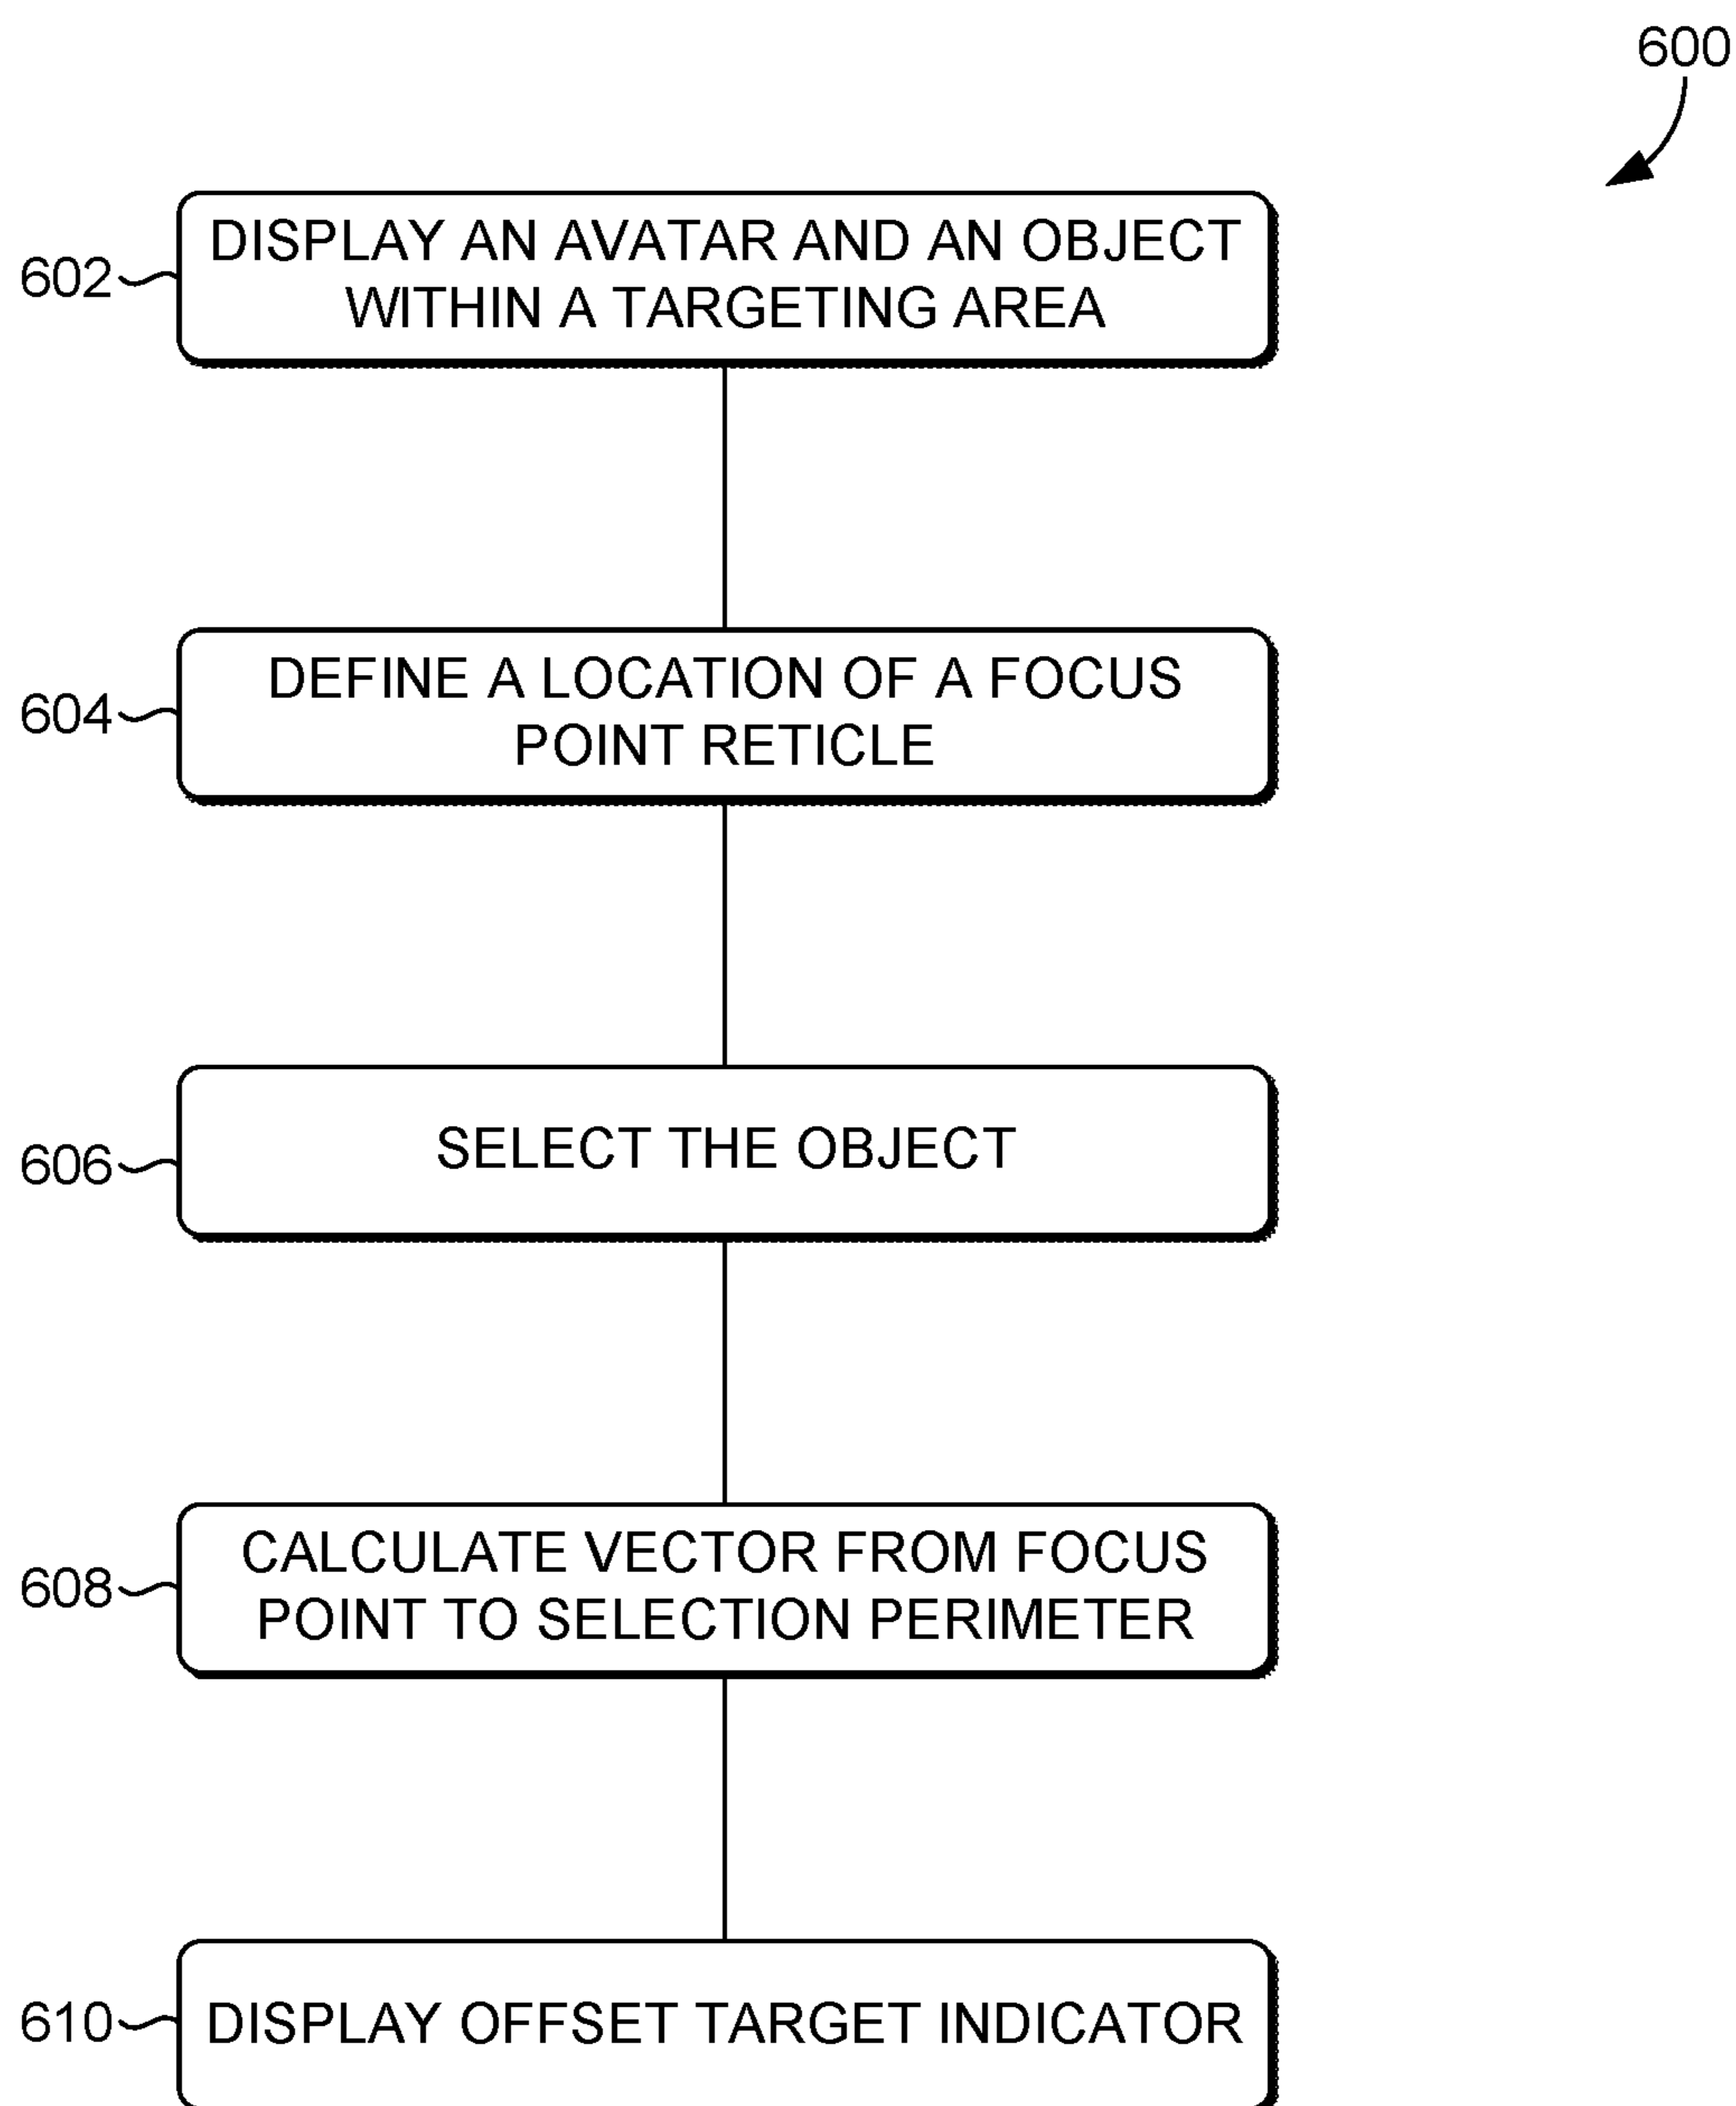 600
602
DISPLAY AN AVATAR AND AN OBJECT
WITHIN A TARGETING AREA
604
DEFINE A LOCATION OF A FOCUS
POINT RETICLE
606
SELECT THE OBJECT
608
CALCULATE VECTOR FROM FOCUS
POINT TO SELECTION PERIMETER
610
DISPLAY OFFSET TARGET INDICATOR